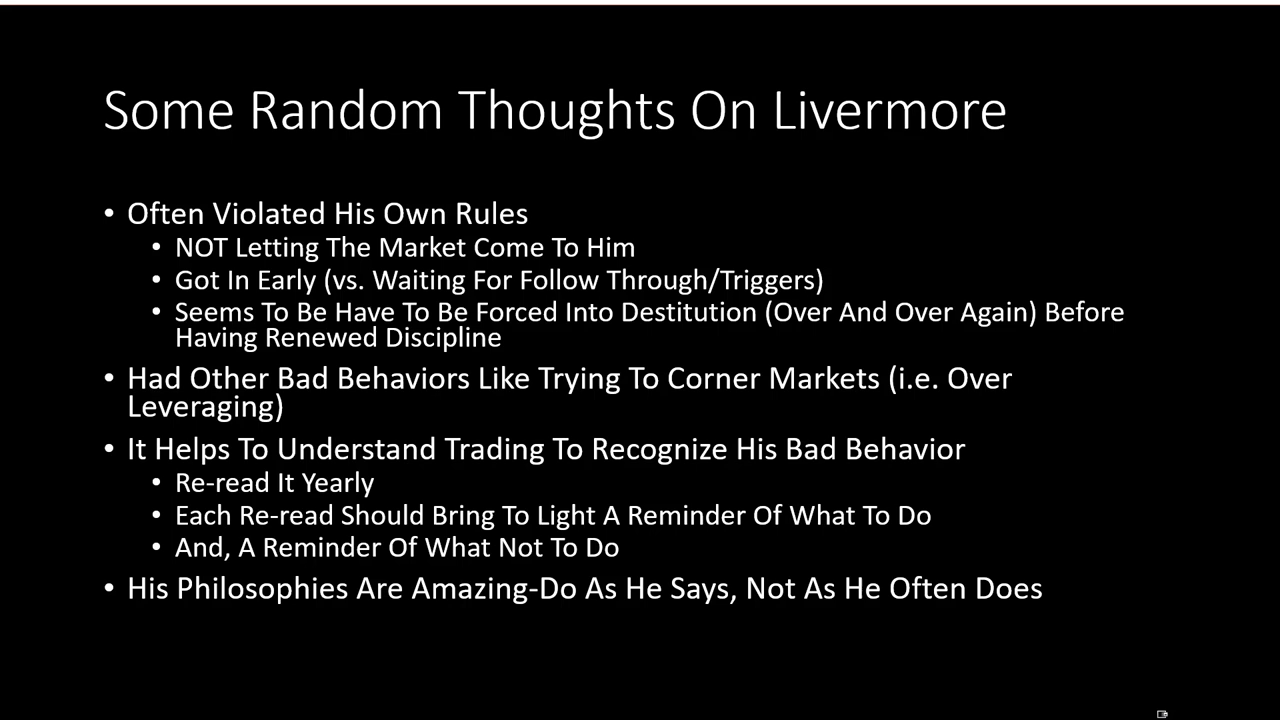 Some Random Thoughts On Livermore
• Often Violated His Own Rules
• NOT Letting The Market Come To Him
• Got In Early (vs. Waiting For Follow Through/Triggers)
• Seems To Be Have To Be Forced Into Destitution (Over And Over Again) Before
Having Renewed Discipline
• Had Other Bad Behaviors Like Trying To Corner Markets (i.e. Over
Leveraging)
• It Helps To Understand Trading To Recognize His Bad Behavior
• Re-read It Yearly
• Each Re-read Should Bring To Light A Reminder Of What To Do
• And, A Reminder Of What Not To Do
• His Philosophies Are Amazing-Do As He Says, Not As He Often Does